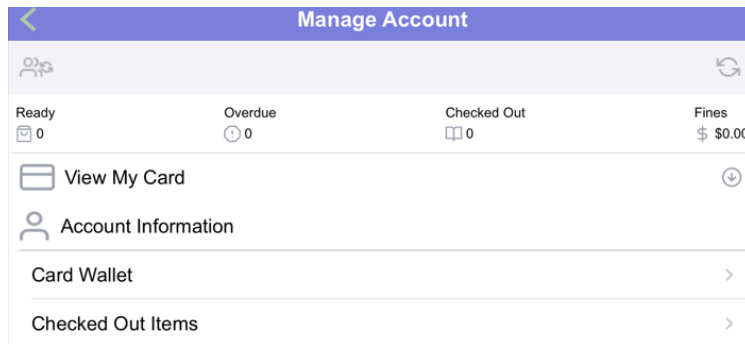 Manage Account
Ready Overdue Checked Out Fines
0 0 0 $0.00
View My Card
Account Information
Card Wallet
Checked Out Items